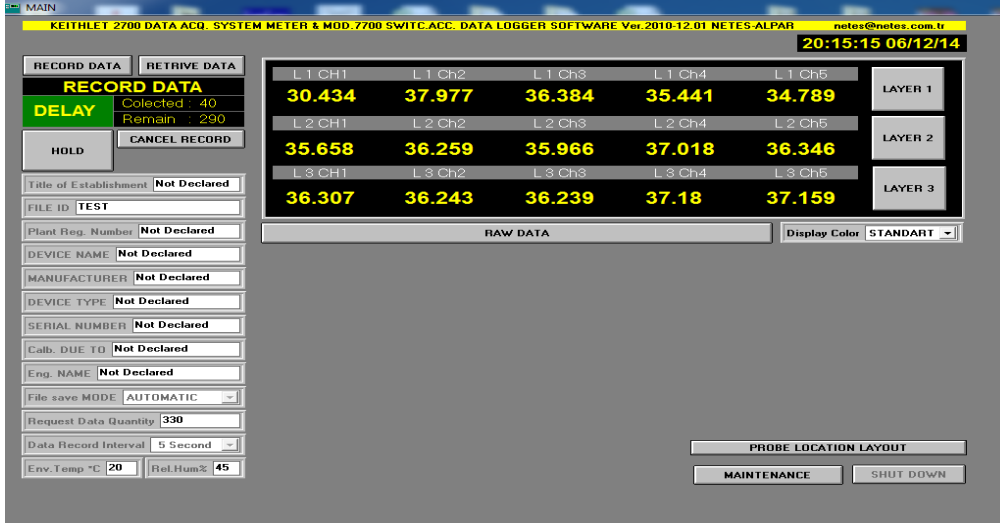 MAIN
KEITHLET 2700 DATA ACQ. SYSTEM METER & MOD.7700 SWITC.ACC. DATA LOGGER SOFTWARE Ver.2010-12.01 NETES-ALPAR netes@netes.com.tr
20:15:15 06/12/14
RECORD DATA RETRIVE DATA
RECORD DATA
DELAY
Colected : 40
Remain : 290
HOLD
CANCEL RECORD
L 1 CH1 L 1 Ch2 L 1 Ch3 L 1 Ch4 L 1 Ch5
30.434 37.977 36.384 35.441 34.789
LAYER 1
L 2 CH1 L 2 Ch2 L 2 Ch3 L 2 Ch4 L 2 Ch5
35.658 36.259 35.966 37.018 36.346
LAYER 2
L 3 CH1 L 3 Ch2 L 3 Ch3 L 3 Ch4 L 3 Ch5
36.307 36.243 36.239 37.18 37.159
LAYER 3
RAW DATA
Display Color STANDART
Title of Establishment Not Declared
FILE ID TEST
Plant Reg. Number Not Declared
DEVICE NAME Not Declared
MANUFACTURER Not Declared
DEVICE TYPE Not Declared
SERIAL NUMBER Not Declared
Calb. DUE TO Not Declared
Eng. NAME Not Declared
File save MODE AUTOMATIC
Request Data Quantity 330
Data Record Interval 5 Second
Env.Temp °C 20 Rel.Hum% 45
PROBE LOCATION LAYOUT
MAINTENANCE SHUT DOWN